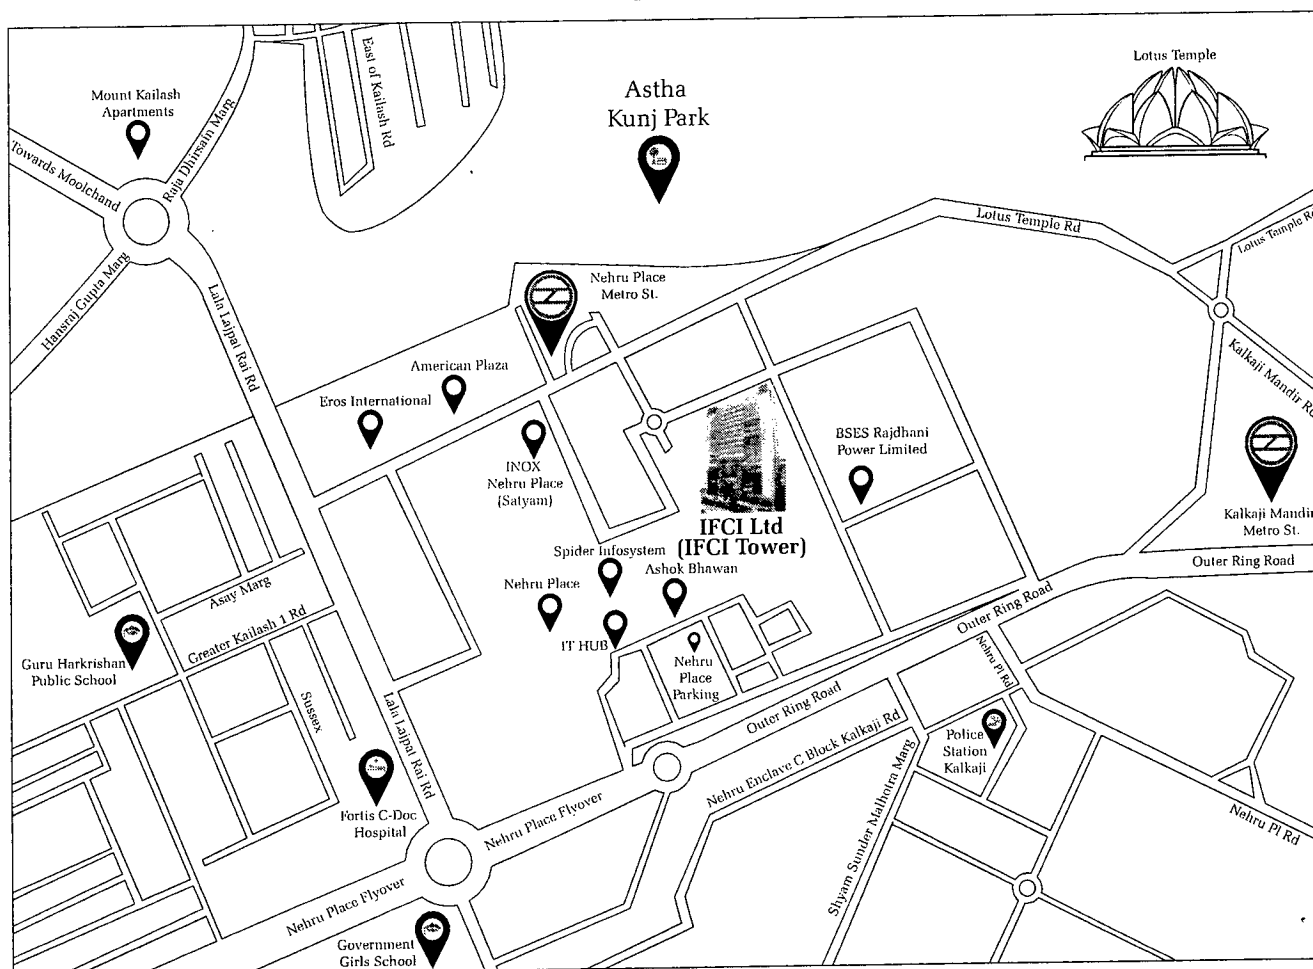 Lotus Temple
Astha
Kunj Park
Mount Kailash
Apartments
East of Kailash Rd
Raja Dhirsain Marg
Towards Moolchand
Hansraj Gupta Marg
Lala Lajpat Rai Rd
Lotus Temple Rd
Lotus Temple Rd
Nehru Place
Metro St.
Kalkaji Mandir Rd
American Plaza
Eros International
INOX
Nehru Place
(Satyam)
BSES Rajdhani
Power Limited
Kalkaji Mandir
Metro St.
IFCI Ltd
(IFCI Tower)
Spider Infosystem
Ashok Bhawan
Nehru Place
IT HUB
Nehru
Place
Parking
Outer Ring Road
Outer Ring Road
Outer Ring Road
Asay Marg
Greater Kailash 1 Rd
Guru Harkrishan
Public School
Sussex
Lala Lajpat Rai Rd
Nehru Pl Rd
Police
Station
Kalkaji
Nehru Enclave C Block Kalkaji Rd
Shyam Sunder Malhotra Marg
Nehru Pl Rd
Fortis C-Doc
Hospital
Nehru Place Flyover
Nehru Place Flyover
Government
Girls School